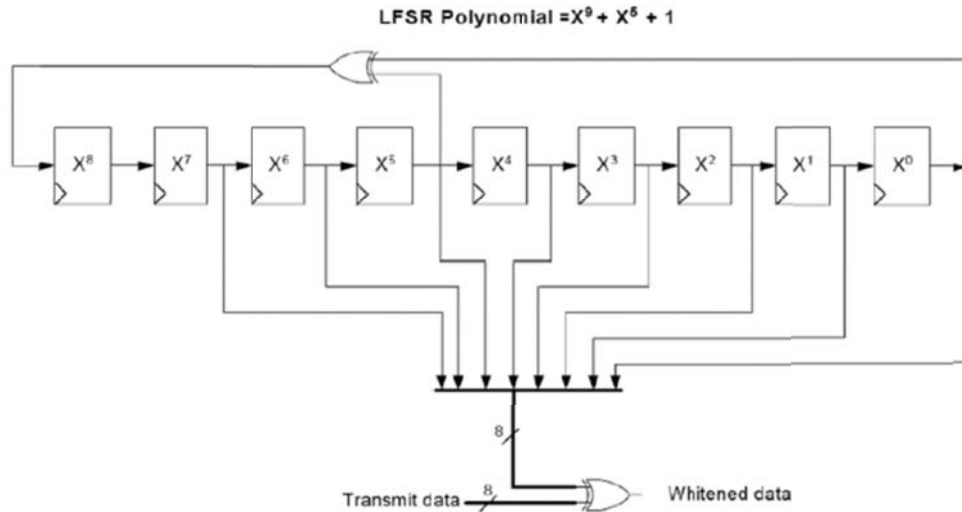 LFSR Polynomial =X⁹ + X⁵ + 1
X⁸ X⁷ X⁶ X⁵ X⁴ X³ X² X¹ X⁰
8
8
Transmit data
Whitened data